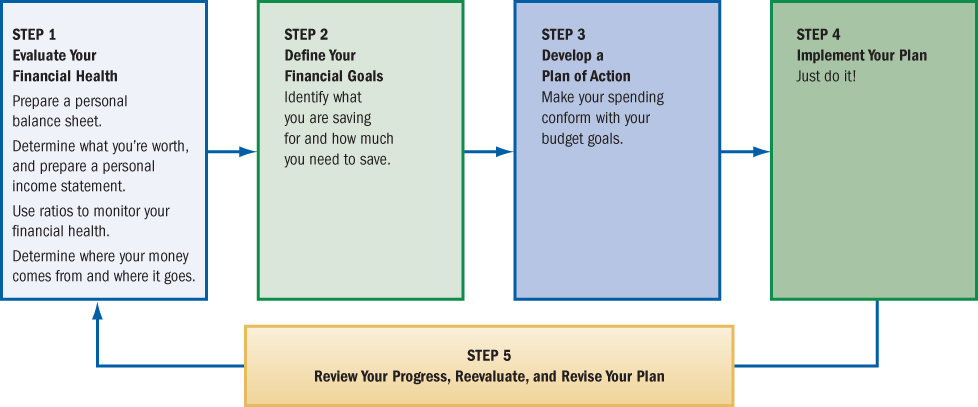 STEP 1
Evaluate Your
Financial Health
Prepare a personal
balance sheet.
Determine what you’re worth,
and prepare a personal
income statement.
Use ratios to monitor your
financial health.
Determine where your money
comes from and where it goes.
STEP 2
Define Your
Financial Goals
Identify what
you are saving
for and how much
you need to save.
STEP 3
Develop a
Plan of Action
Make your spending
conform with your
budget goals.
STEP 4
Implement Your Plan
Just do it!
STEP 5
Review Your Progress, Reevaluate, and Revise Your Plan